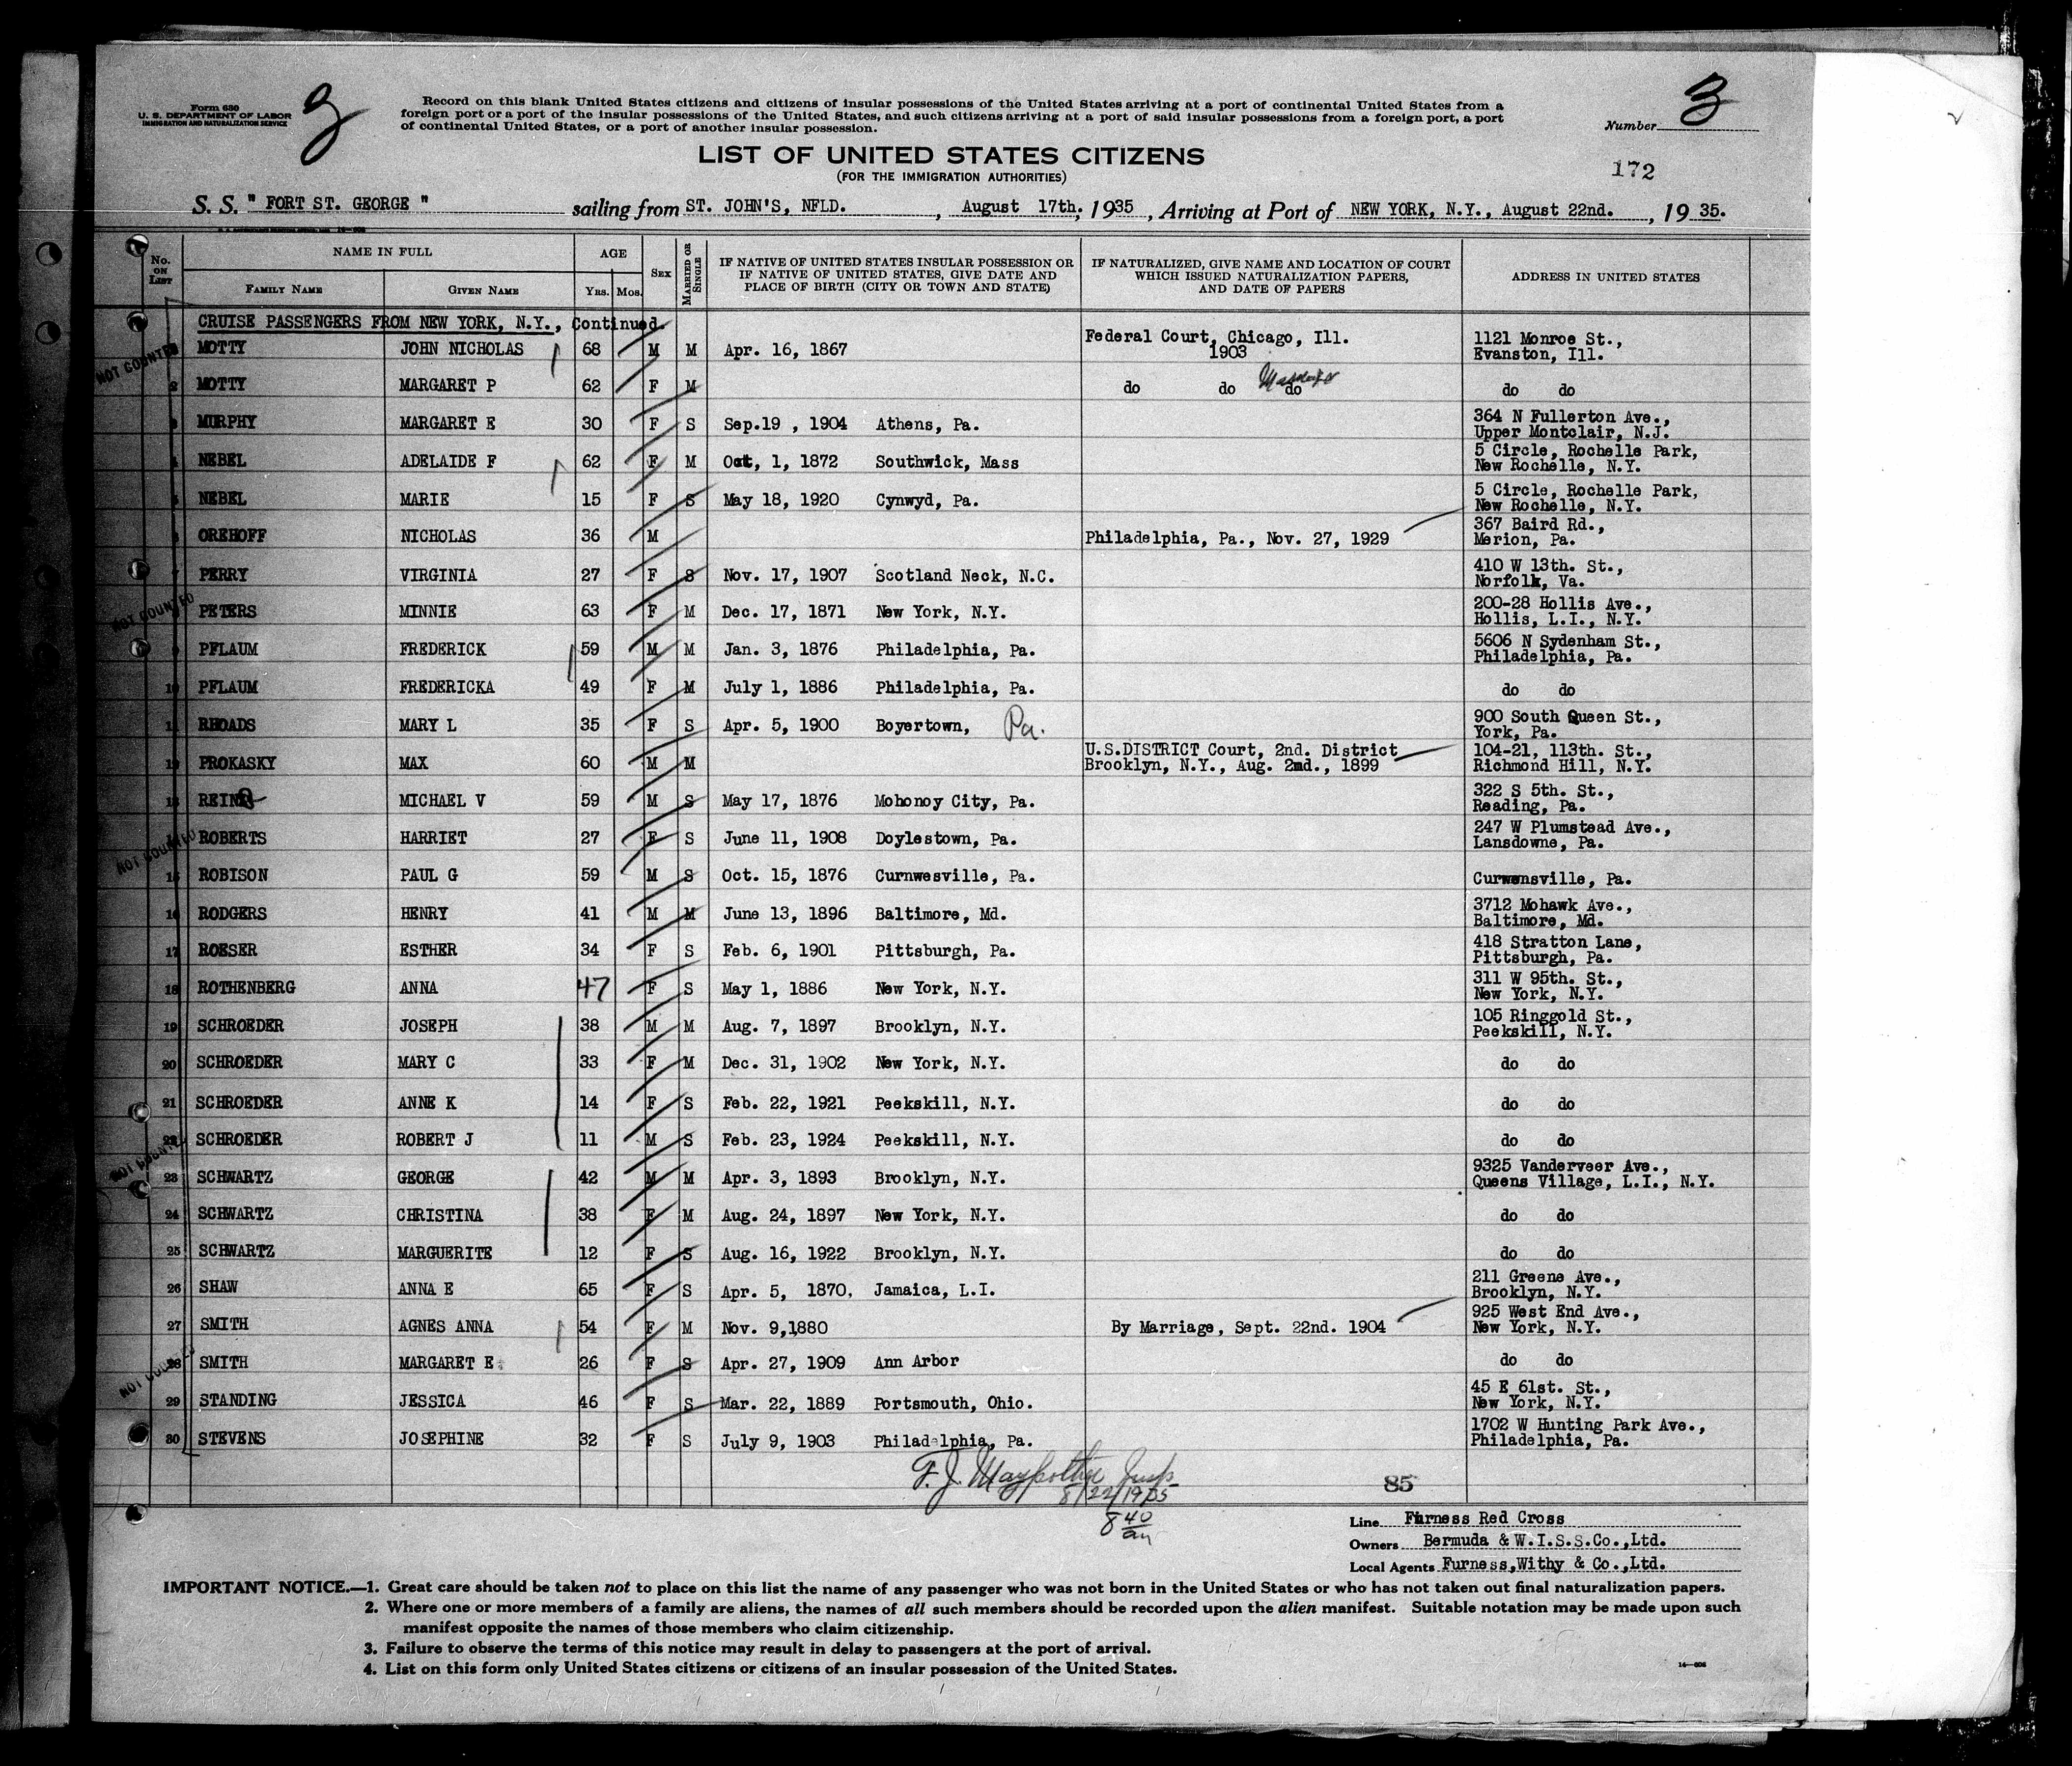 Form 630
U. S. DEPARTMENT OF LABOR
IMMIGRATION AND NATURALIZATION SERVICE
Record on this blank United States citizens and citizens of insular possessions of the United States arriving at a port of continental United States from a
foreign port or a port of the insular possessions of the United States, and such citizens arriving at a port of said insular possessions from a foreign port, a port
of continental United States, or a port of another insular possession.
Number 3
LIST OF UNITED STATES CITIZENS
(FOR THE IMMIGRATION AUTHORITIES)
172
S. S. " FORT ST. GEORGE " sailing from ST. JOHN'S, NFLD. , August 17th, 1935 , Arriving at Port of NEW YORK, N.Y., August 22nd. , 19 35.
No. ON LIST NAME IN FULL AGE SEX MARRIED OR SINGLE IF NATIVE OF UNITED STATES INSULAR POSSESSION OR IF NATIVE OF UNITED STATES, GIVE DATE AND PLACE OF BIRTH (CITY OR TOWN AND STATE) IF NATURALIZED, GIVE NAME AND LOCATION OF COURT WHICH ISSUED NATURALIZATION PAPERS, AND DATE OF PAPERS ADDRESS IN UNITED STATES
FAMILY NAME GIVEN NAME Yrs. Mos.
CRUISE PASSENGERS FROM NEW YORK, N.Y., Continued.
MOTTY JOHN NICHOLAS 68 M M Apr. 16, 1867 Federal Court, Chicago, Ill. 1903 1121 Monroe St., Evanston, Ill.
2 MOTTY MARGARET P 62 F M do do do do do
3 MURPHY MARGARET E 30 F S Sep.19 , 1904 Athens, Pa. 364 N Fullerton Ave., Upper Montclair, N.J.
4 NEBEL ADELAIDE F 62 F M Oct, 1, 1872 Southwick, Mass 5 Circle, Rochelle Park, New Rochelle, N.Y.
5 NEBEL MARIE 15 F S May 18, 1920 Cynwyd, Pa. 5 Circle, Rochelle Park, New Rochelle, N.Y.
OREHOFF NICHOLAS 36 M Philadelphia, Pa., Nov. 27, 1929 367 Baird Rd., Merion, Pa.
7 PERRY VIRGINIA 27 F S Nov. 17, 1907 Scotland Neck, N.C. 410 W 13th. St., Norfolk, Va.
PETERS MINNIE 63 F M Dec. 17, 1871 New York, N.Y. 200-28 Hollis Ave., Hollis, L.I., N.Y.
9 PFLAUM FREDERICK 59 M M Jan. 3, 1876 Philadelphia, Pa. 5606 N Sydenham St., Philadelphia, Pa.
10 PFLAUM FREDERICKA 49 F M July 1, 1886 Philadelphia, Pa. do do
11 RHOADS MARY L 35 F S Apr. 5, 1900 Boyertown, Pa. 900 South Queen St., York, Pa.
12 PROKASKY MAX 60 M M U.S.DISTRICT Court, 2nd. District Brooklyn, N.Y., Aug. 2nd., 1899 104-21, 113th. St., Richmond Hill, N.Y.
13 MICHAEL V 59 M S May 17, 1876 Mohonoy City, Pa. 322 S 5th. St., Reading, Pa.
14 ROBERTS HARRIET 27 F S June 11, 1908 Doylestown, Pa. 247 W Plumstead Ave., Lansdowne, Pa.
15 ROBISON PAUL G 59 M S Oct. 15, 1876 Curnwesville, Pa. Curwensville, Pa.
16 RODGERS HENRY 41 M M June 13, 1896 Baltimore, Md. 3712 Mohawk Ave., Baltimore, Md.
17 ROESER ESTHER 34 F S Feb. 6, 1901 Pittsburgh, Pa. 418 Stratton Lane, Pittsburgh, Pa.
18 ROTHENBERG ANNA 47 F S May 1, 1886 New York, N.Y. 311 W 95th. St., New York, N.Y.
19 SCHROEDER JOSEPH 38 M M Aug. 7, 1897 Brooklyn, N.Y. 105 Ringgold St., Peekskill, N.Y.
20 SCHROEDER MARY C 33 F M Dec. 31, 1902 New York, N.Y. do do
21 SCHROEDER ANNE K 14 F S Feb. 22, 1921 Peekskill, N.Y. do do
22 SCHROEDER ROBERT J 11 M S Feb. 23, 1924 Peekskill, N.Y. do do
23 SCHWARTZ GEORGE 42 M M Apr. 3, 1893 Brooklyn, N.Y. 9325 Vanderveer Ave., Queens Village, L.I., N.Y.
24 SCHWARTZ CHRISTINA 38 F M Aug. 24, 1897 New York, N.Y. do do
25 SCHWARTZ MARGUERITE 12 F S Aug. 16, 1922 Brooklyn, N.Y. do do
26 SHAW ANNA E 65 F S Apr. 5, 1870, Jamaica, L.I. 211 Greene Ave., Brooklyn, N.Y.
27 SMITH AGNES ANNA 54 F M Nov. 9,1880 By Marriage, Sept. 22nd. 1904 925 West End Ave., New York, N.Y.
28 SMITH MARGARET E 26 F S Apr. 27, 1909 Ann Arbor do do
29 STANDING JESSICA 46 F S Mar. 22, 1889 Portsmouth, Ohio. 45 E 61st. St., New York, N.Y.
30 STEVENS JOSEPHINE 32 F S July 9, 1903 Philadelphia, Pa. 1702 W Hunting Park Ave., Philadelphia, Pa.
NOT COUNTED
NOT COUNTED
NOT COUNTED
NOT COUNTED
NOT COUNTED
F. J. Insp
8/22/1935
8 40 am
85
Line Furness Red Cross
Owners Bermuda & W.I.S.S.Co.,Ltd.
Local Agents Furness,Withy & Co.,Ltd.
IMPORTANT NOTICE.—1. Great care should be taken not to place on this list the name of any passenger who was not born in the United States or who has not taken out final naturalization papers.
2. Where one or more members of a family are aliens, the names of all such members should be recorded upon the alien manifest. Suitable notation may be made upon such
manifest opposite the names of those members who claim citizenship.
3. Failure to observe the terms of this notice may result in delay to passengers at the port of arrival.
4. List on this form only United States citizens or citizens of an insular possession of the United States.